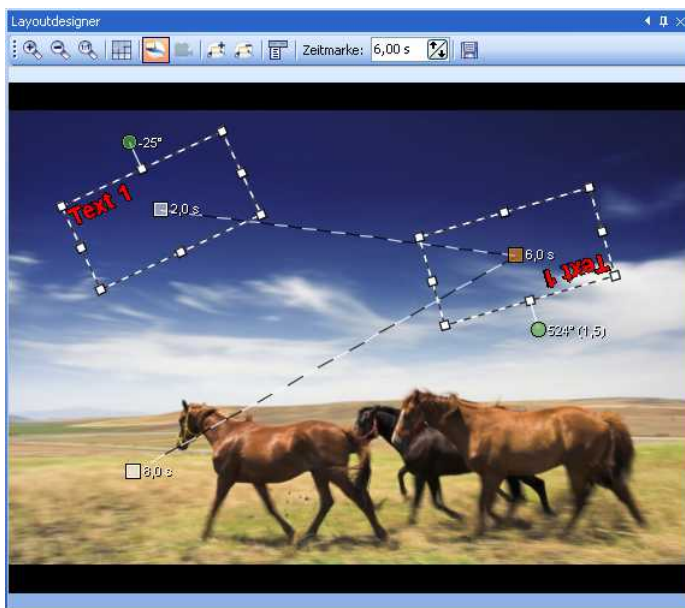 Layoutdesigner
Zeitmarke: 6,00 s
-25°
Text 1
2,0 s
6,0 s
Text 1
524° (1,5)
8,0 s